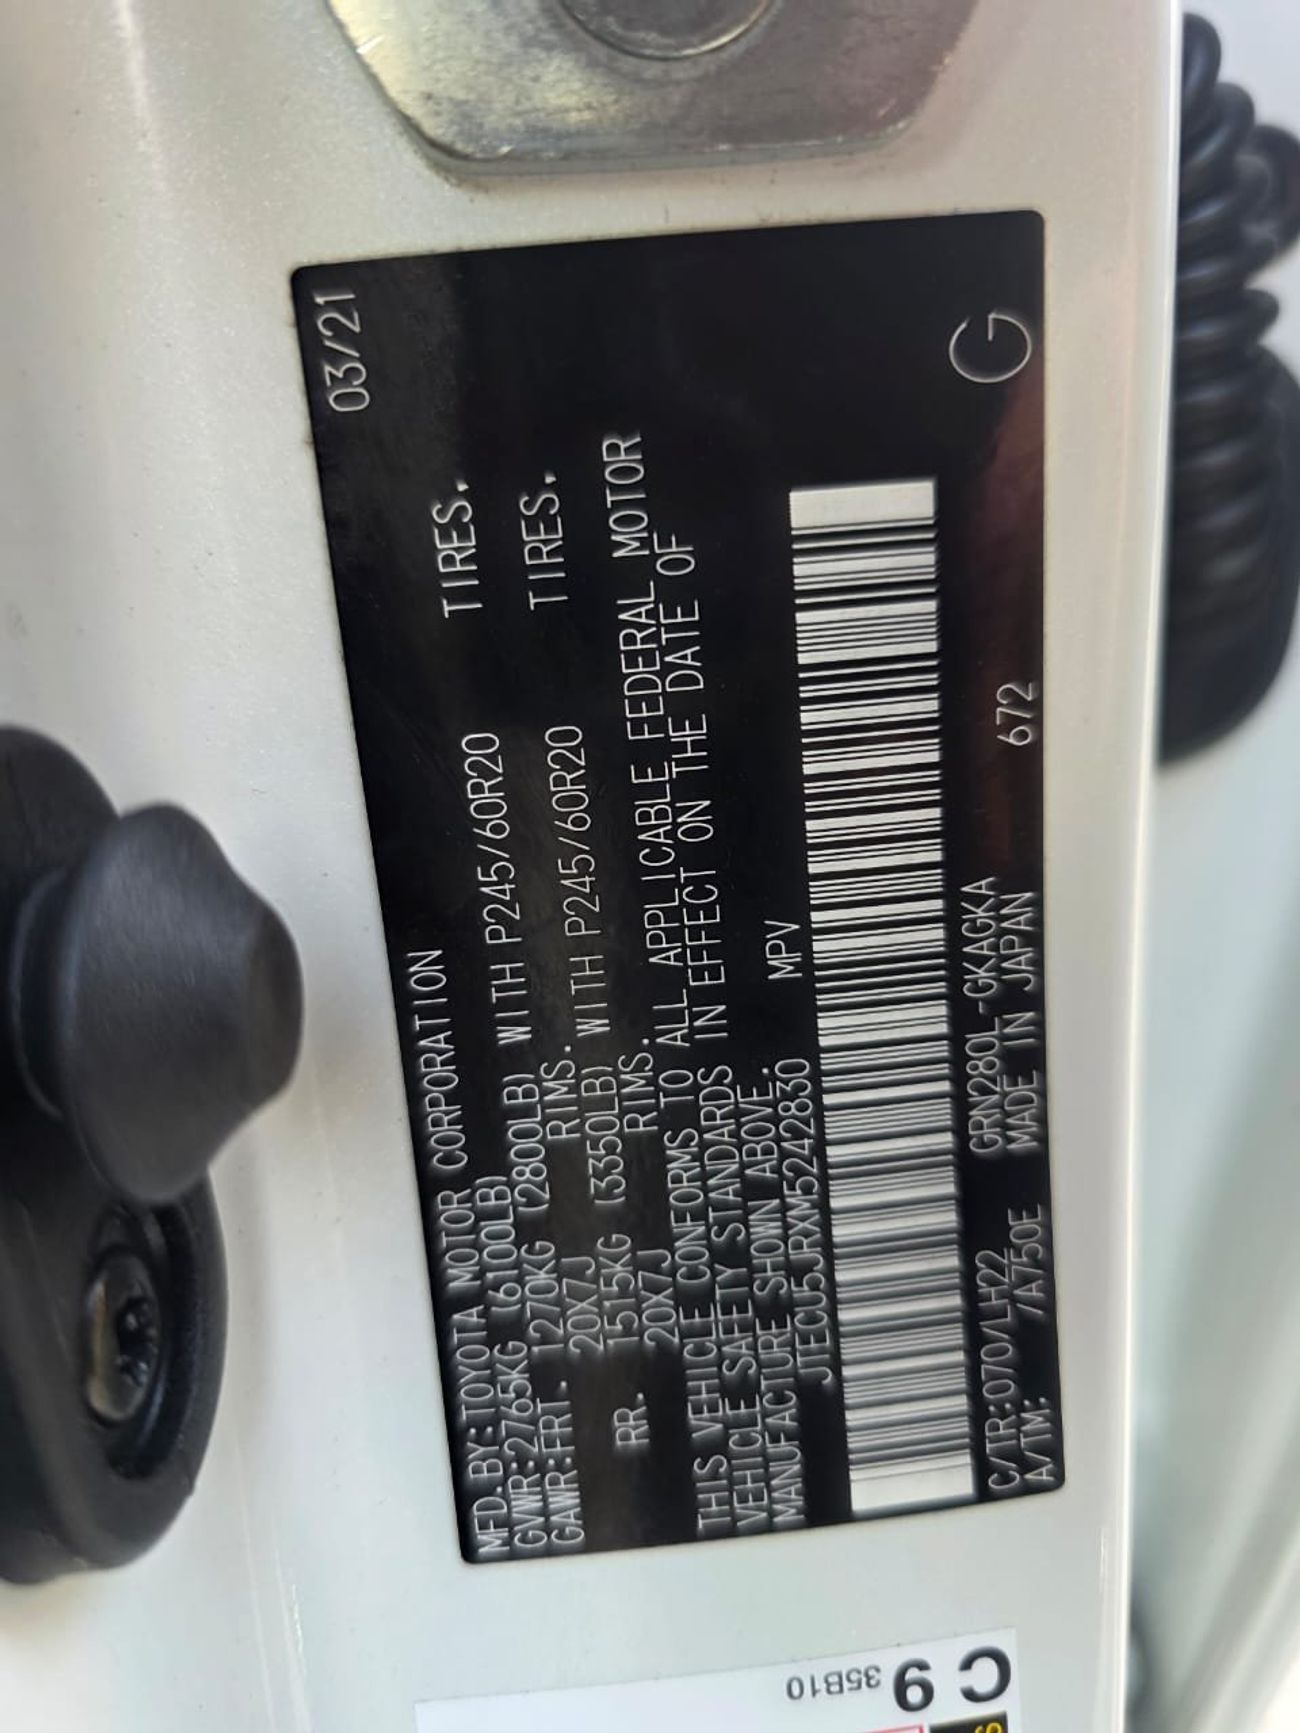 03/21
MFD.BY:TOYOTA MOTOR CORPORATION
GVWR:2765KG (6100LB)
GAWR:FRT. 1270KG (2800LB) WITH P245/60R20 TIRES.
20X7J RIMS.
RR. 1515KG (3350LB) WITH P245/60R20 TIRES.
20X7J RIMS.
THIS VEHICLE CONFORMS TO ALL APPLICABLE FEDERAL MOTOR
VEHICLE SAFETY STANDARDS IN EFFECT ON THE DATE OF
MANUFACTURE SHOWN ABOVE.
JTECU5JRXM5242830 MPV
C/TR:070/LH22 GRN280L-GKAGKA
A/TM: /A750E MADE IN JAPAN 672
G
C 9
35B10